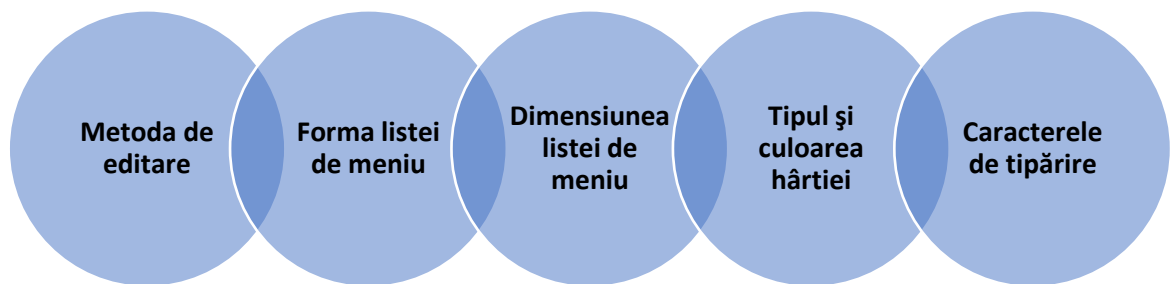 Metoda de
editare
Forma listei
de meniu
Dimensiunea
listei de
meniu
Tipul şi
culoarea
hârtiei
Caracterele
de tipărire